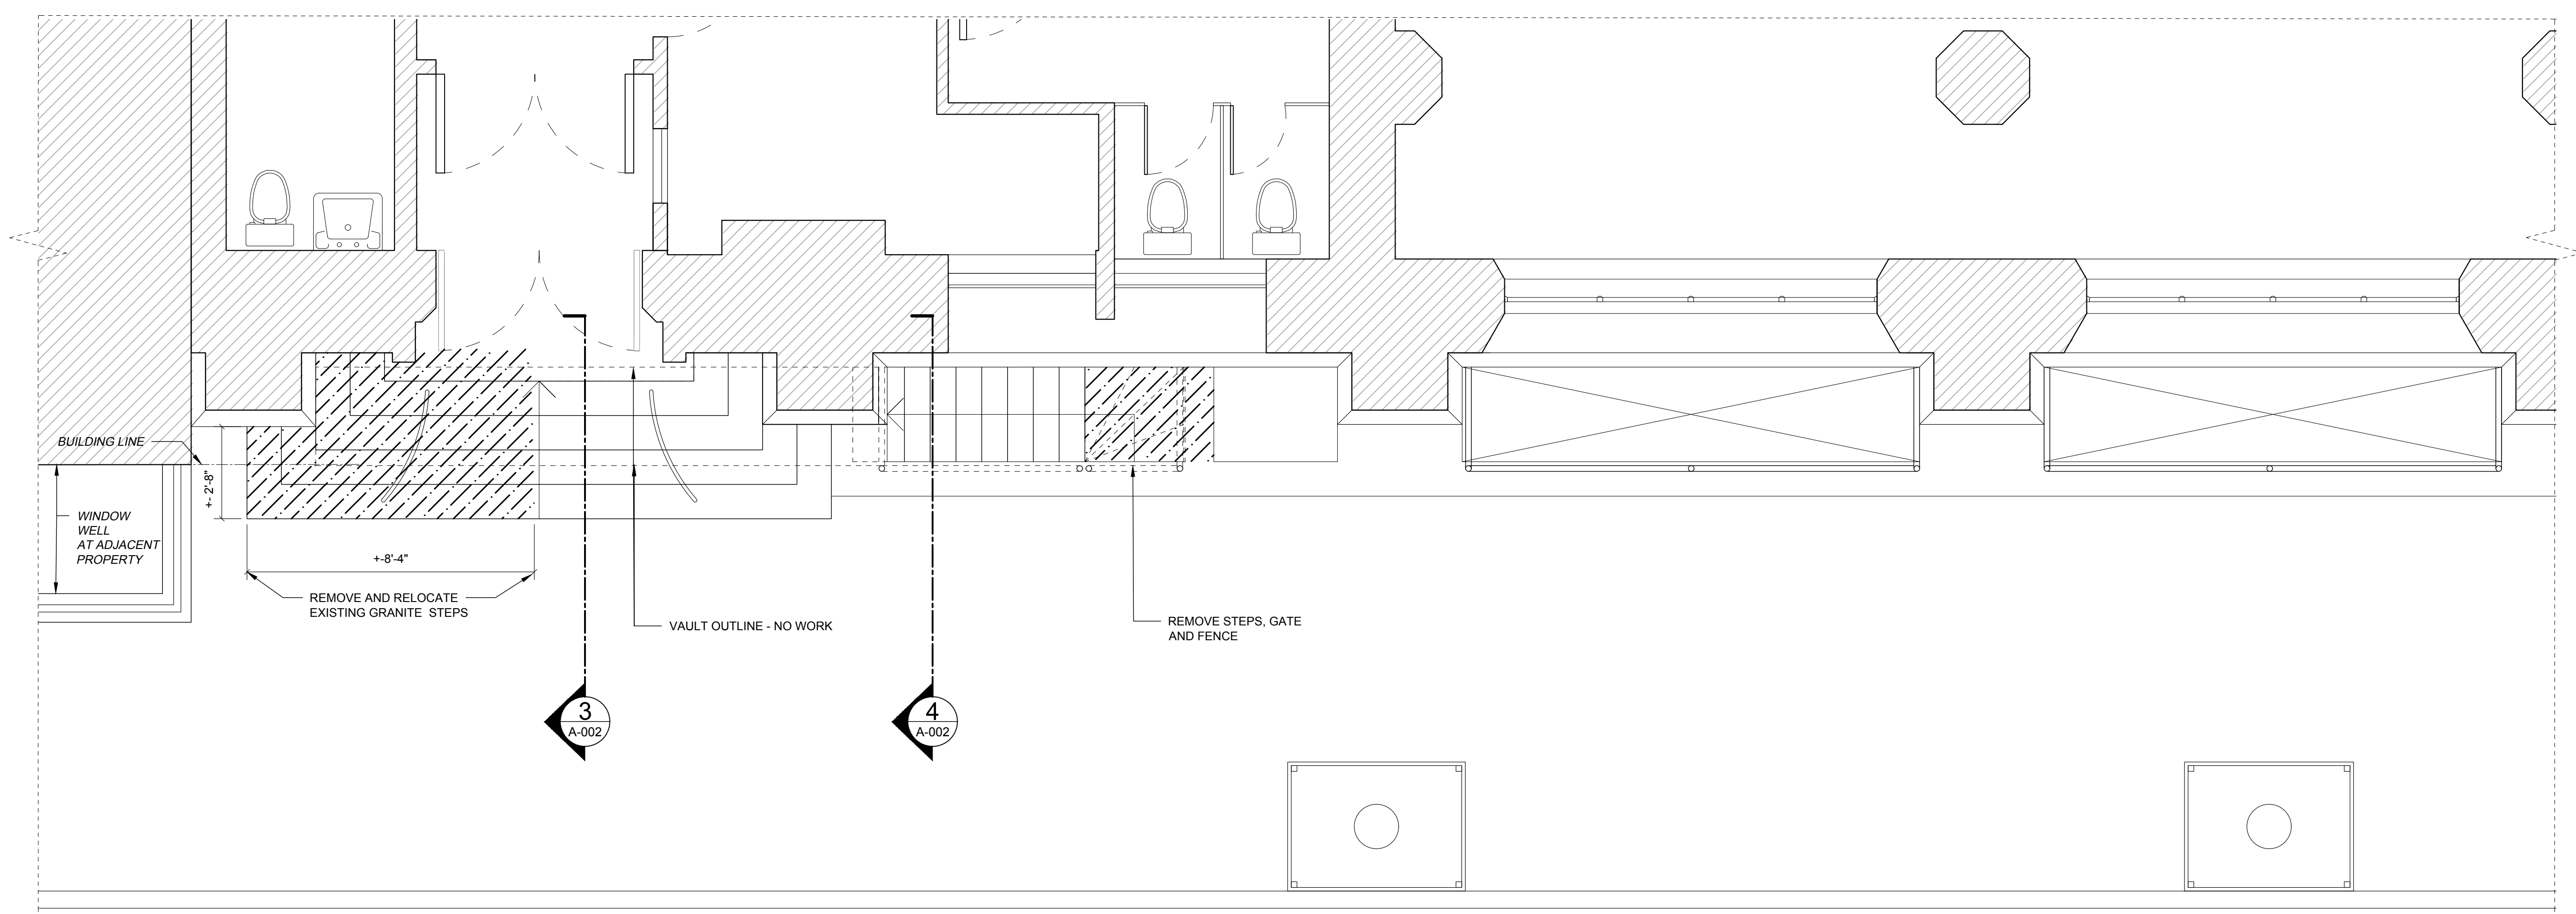 BUILDING LINE
+- 2'-8"
WINDOW
WELL
AT ADJACENT
PROPERTY
+-8'-4"
REMOVE AND RELOCATE
EXISTING GRANITE STEPS
VAULT OUTLINE - NO WORK
REMOVE STEPS, GATE
AND FENCE
3
A-002
4
A-002